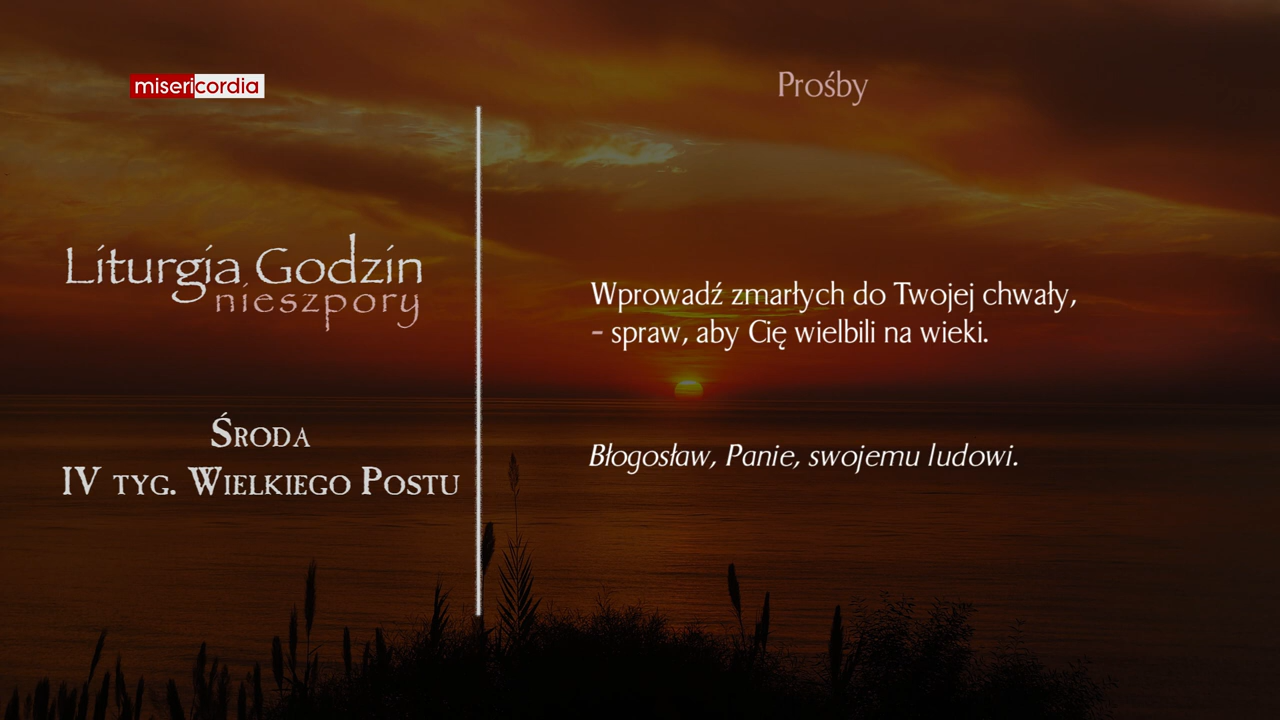 misericordia
Prośby
Liturgia Godzin
nieszpory
Wprowadź zmarłych do Twojej chwały,
- spraw, aby Cię wielbili na wieki.
Środa
IV tyg. Wielkiego Postu
Błogosław, Panie, swojemu ludowi.